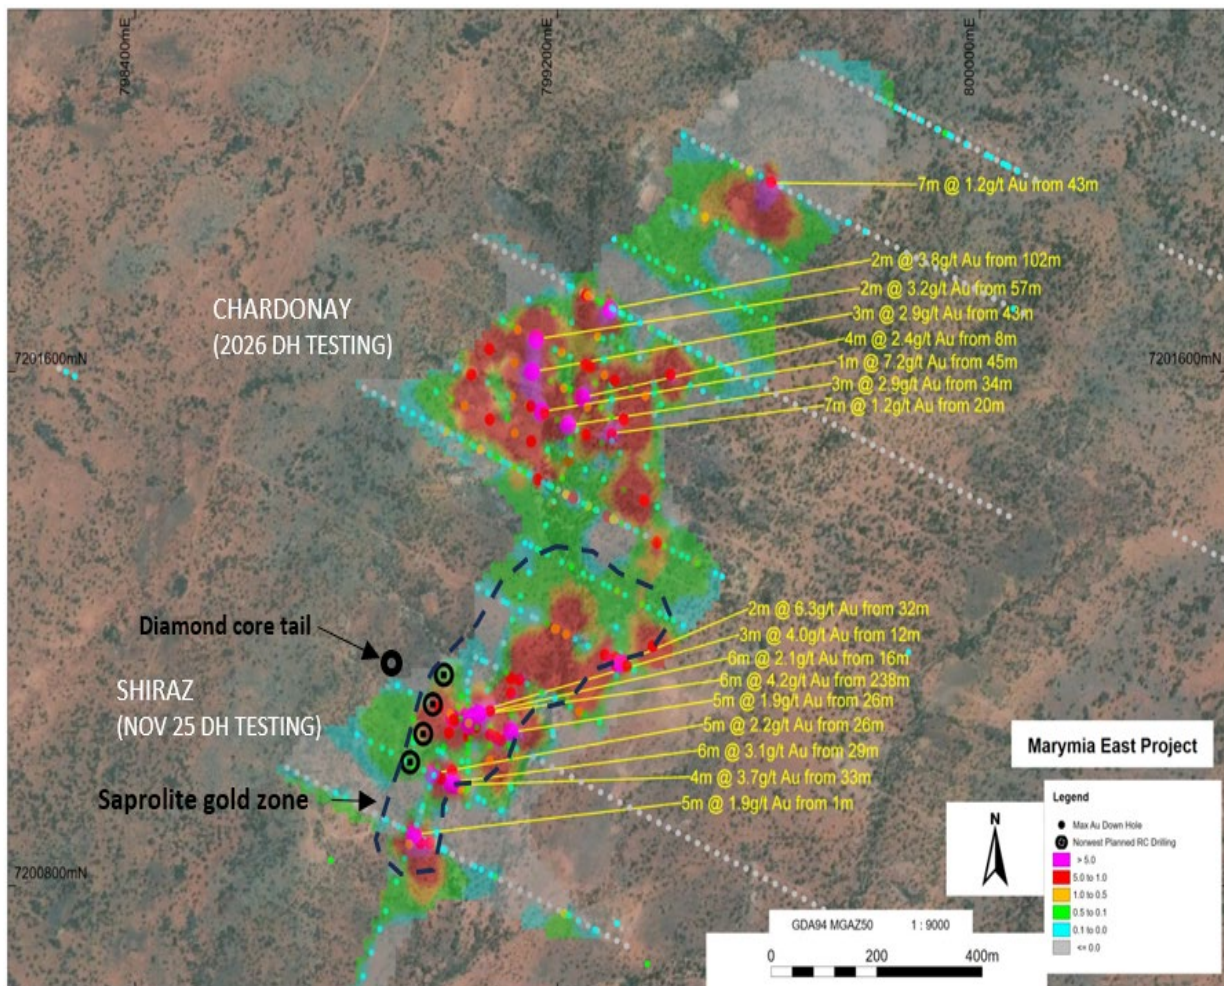 798400mE
799200mE
800000mE
7m @ 1.2g/t Au from 43m
2m @ 3.8g/t Au from 102m
2m @ 3.2g/t Au from 57m
3m @ 2.9g/t Au from 43m
4m @ 2.4g/t Au from 8m
1m @ 7.2g/t Au from 45m
3m @ 2.9g/t Au from 34m
7m @ 1.2g/t Au from 20m
CHARDONAY
(2026 DH TESTING)
7201600mN
7201600mN
2m @ 6.3g/t Au from 32m
3m @ 4.0g/t Au from 12m
6m @ 2.1g/t Au from 16m
6m @ 4.2g/t Au from 238m
5m @ 1.9g/t Au from 26m
5m @ 2.2g/t Au from 26m
6m @ 3.1g/t Au from 29m
4m @ 3.7g/t Au from 33m
5m @ 1.9g/t Au from 1m
Diamond core tail
SHIRAZ
(NOV 25 DH TESTING)
Saprolite gold zone
7200800mN
Marymia East Project
Legend
Max Au Down Hole
Norwest Planned RC Drilling
> 5.0
5.0 to 1.0
1.0 to 0.5
0.5 to 0.1
0.1 to 0.0
<= 0.0
N
GDA94 MGAZ50 1 : 9000
0 200 400m